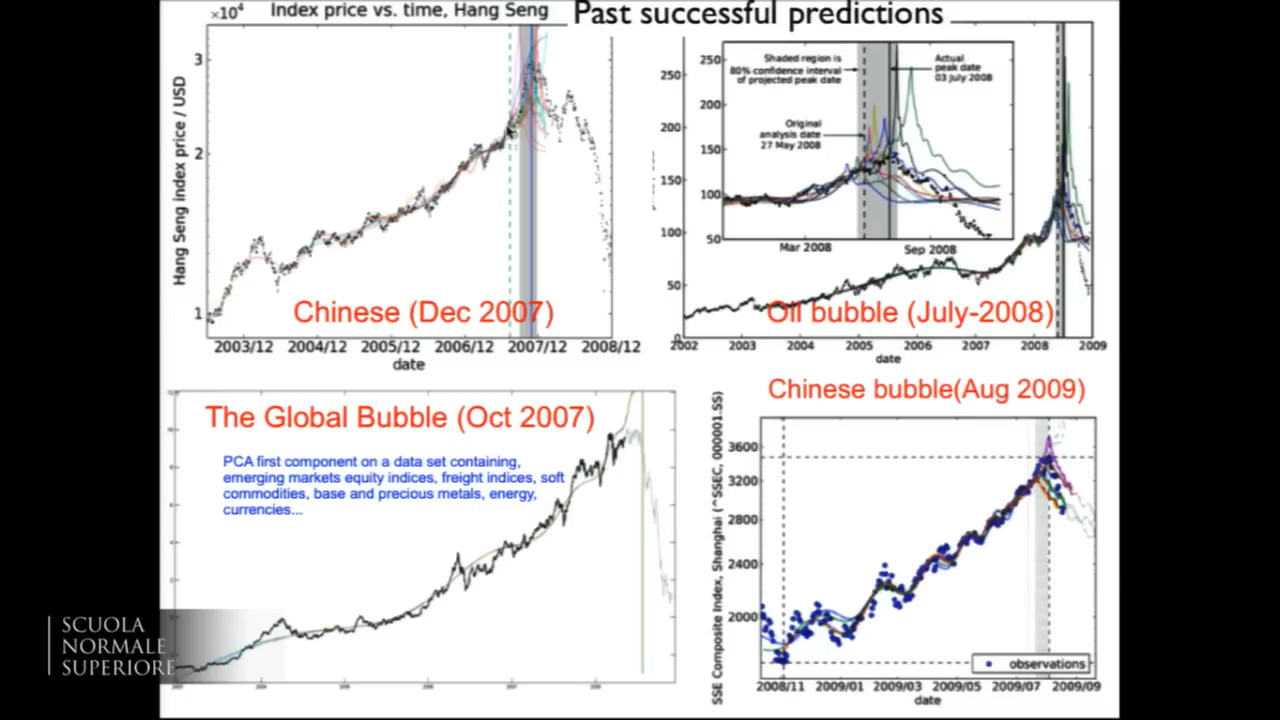 Past successful predictions
Index price vs. time, Hang Seng
×10⁴
Hang Seng index price / USD
3
2
1
Chinese (Dec 2007)
2003/12 2004/12 2005/12 2006/12 2007/12 2008/12
date
250
200
150
100
50
0
250
200
150
100
50
Shaded region is
80% confidence interval
of projected peak date
Actual
peak date
03 July 2008
Original
analysis date
27 May 2008
Mar 2008
Sep 2008
Oil bubble (July-2008)
2002 2003 2004 2005 2006 2007 2008 2009
date
The Global Bubble (Oct 2007)
PCA first component on a data set containing,
emerging markets equity indices, freight indices, soft
commodities, base and precious metals, energy,
currencies...
Chinese bubble(Aug 2009)
SSE Composite Index, Shanghai (^SSEC, 000001.SS)
3600
3200
2800
2400
2000
observations
2008/11 2009/01 2009/03 2009/05 2009/07 2009/09
date
SCUOLA
NORMALE
SUPERIORE